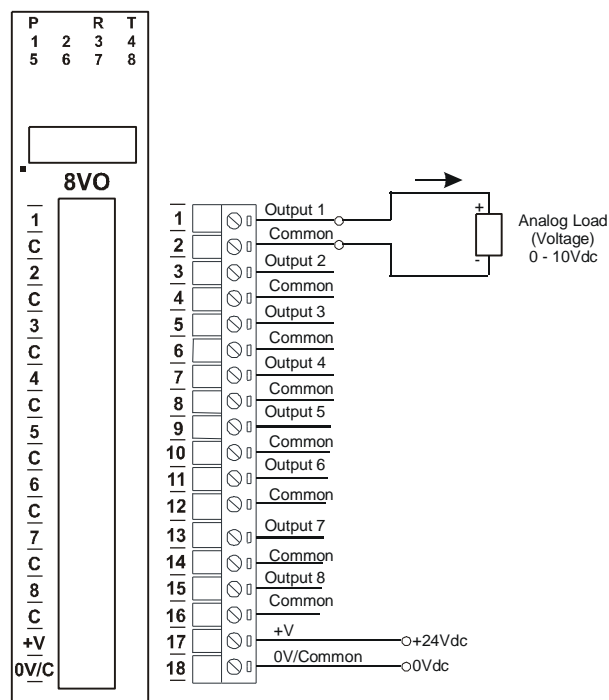 P R T
1 2 3 4
5 6 7 8
8VO
1
C
2
C
3
C
4
C
5
C
6
C
7
C
8
C
+V
0V/C
1 Output 1
2 Common
3 Output 2
4 Common
5 Output 3
6 Common
7 Output 4
8 Common
9 Output 5
10 Common
11 Output 6
12 Common
13 Output 7
14 Common
15 Output 8
16 Common
17 +V +24Vdc
18 0V/Common 0Vdc
+
-
Analog Load
(Voltage)
0 - 10Vdc